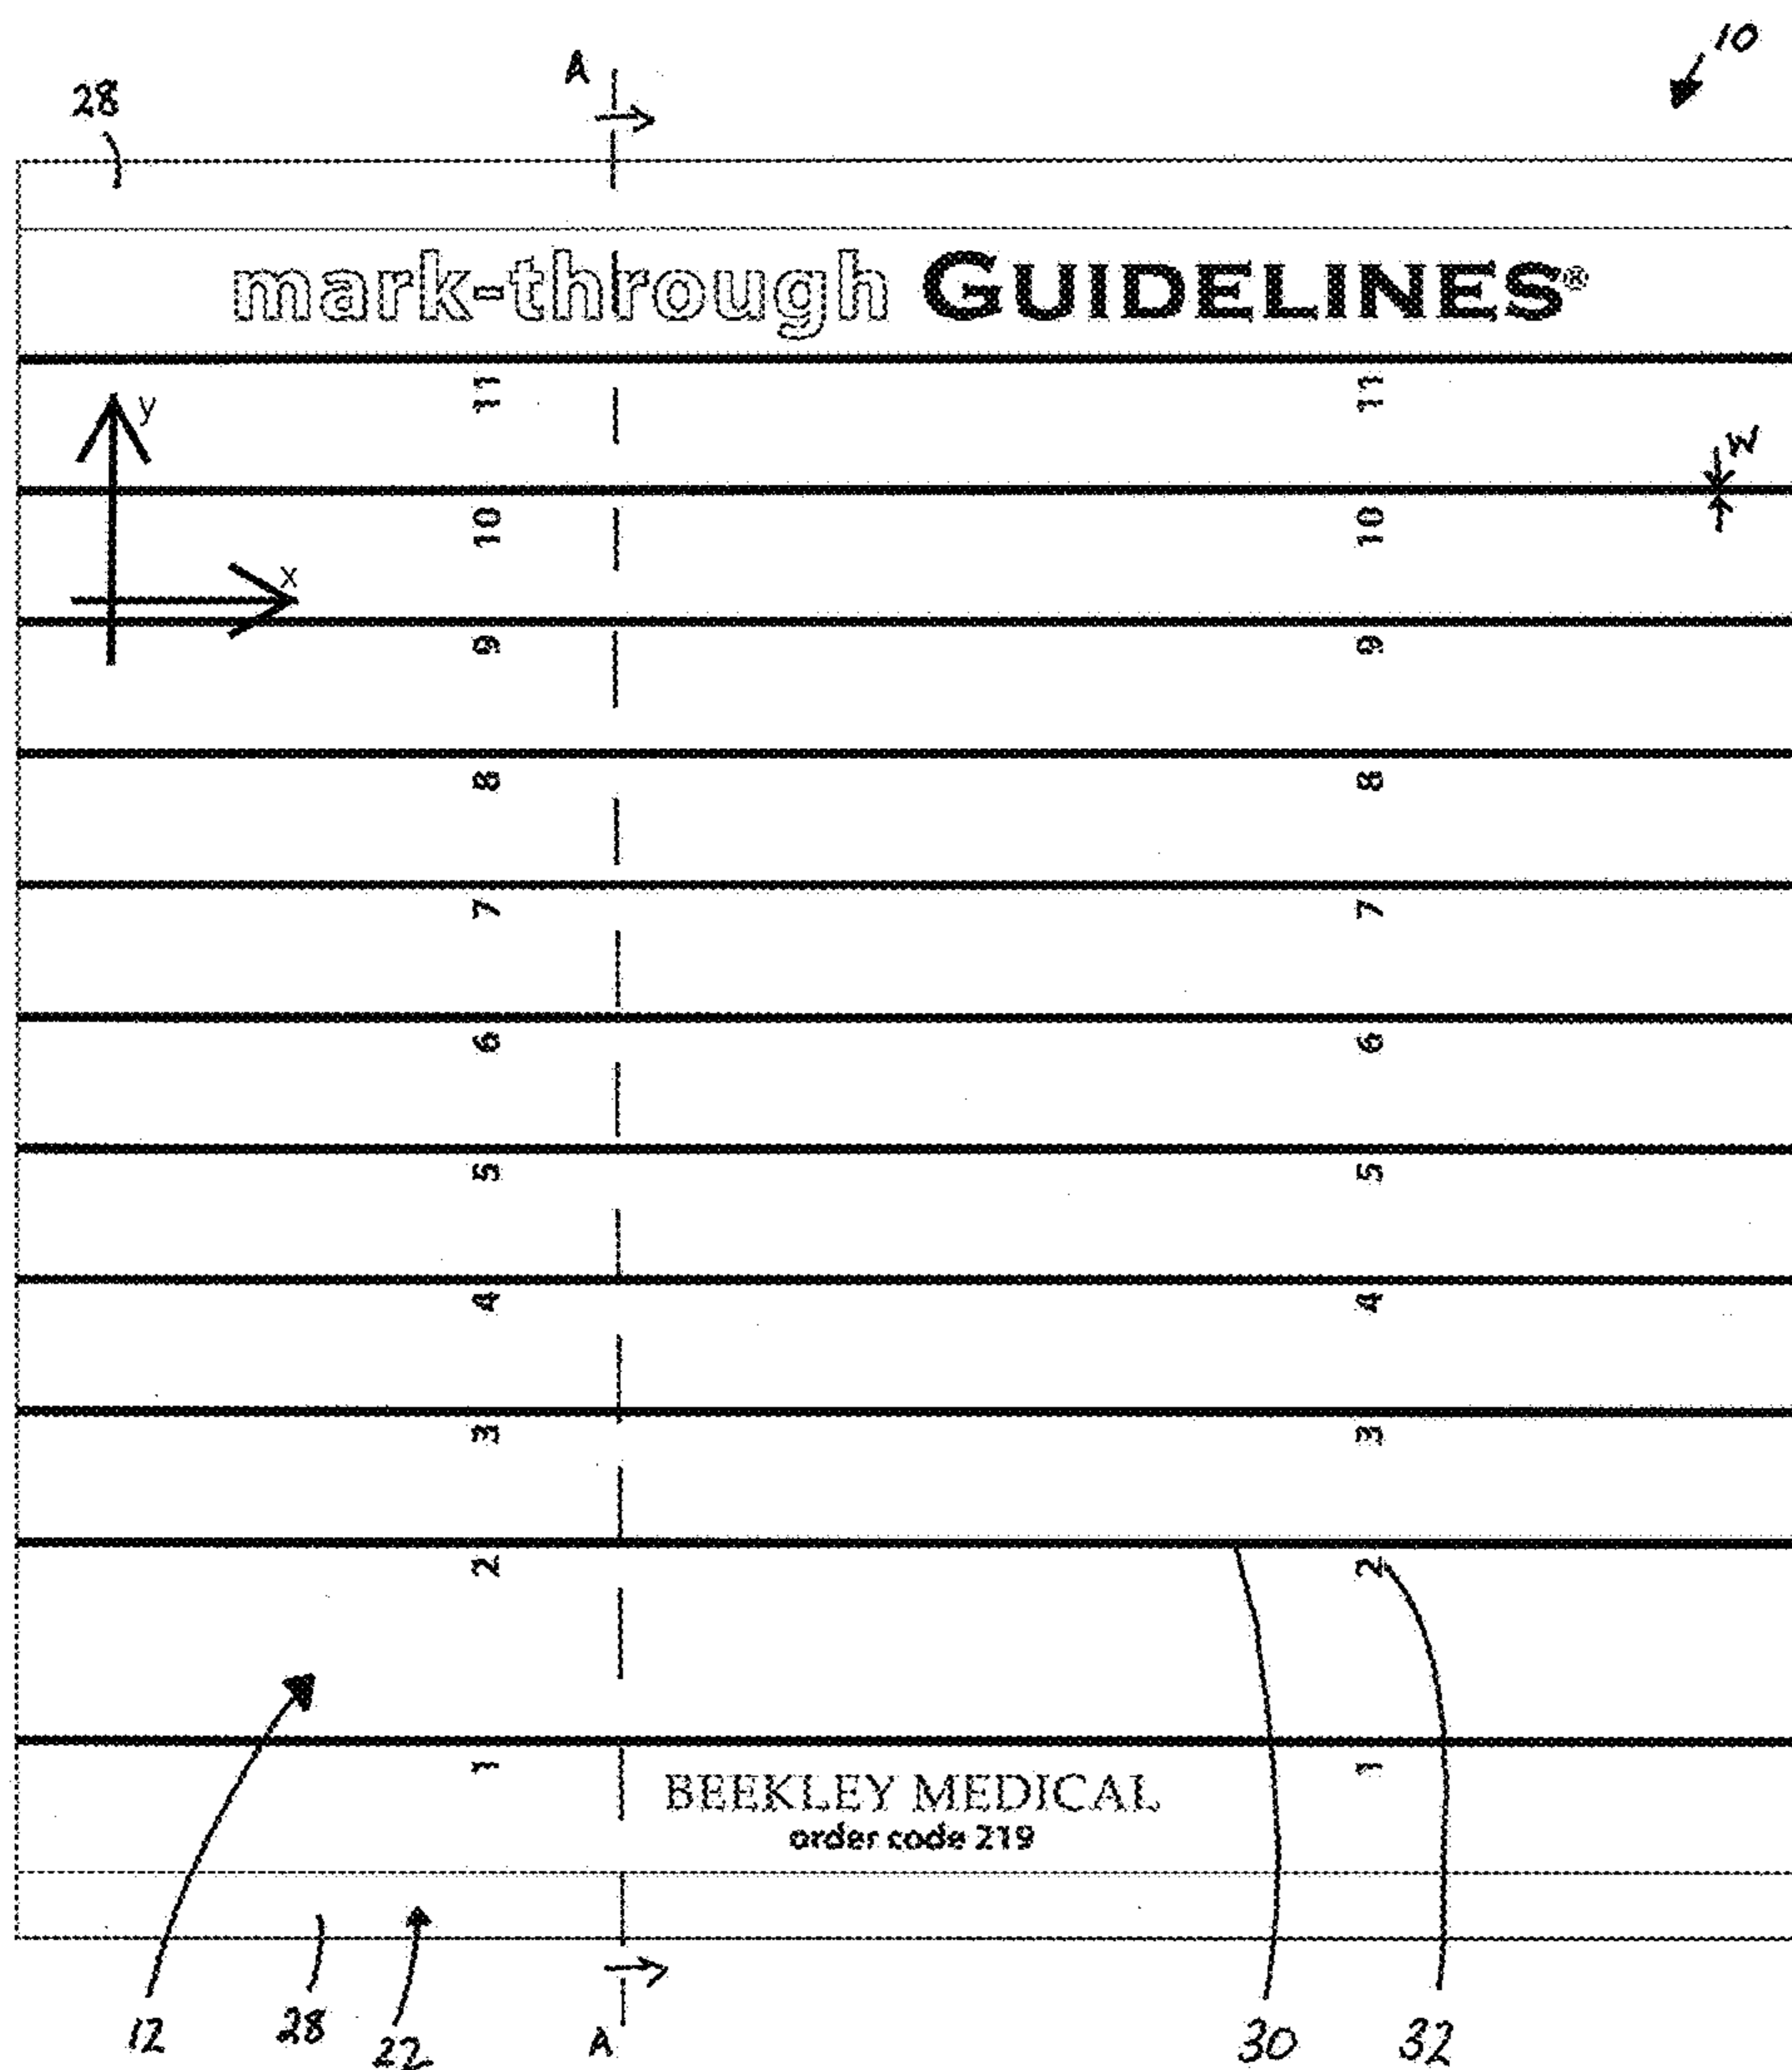 10
A
28
mark-through GUIDELINES®
y
11 11
W
10 10
x
9 9
8 8
7 7
6 6
5 5
4 4
3 3
2 2
1 1
BEEKLEY MEDICAL
order code 219
12 28 22 A 30 32